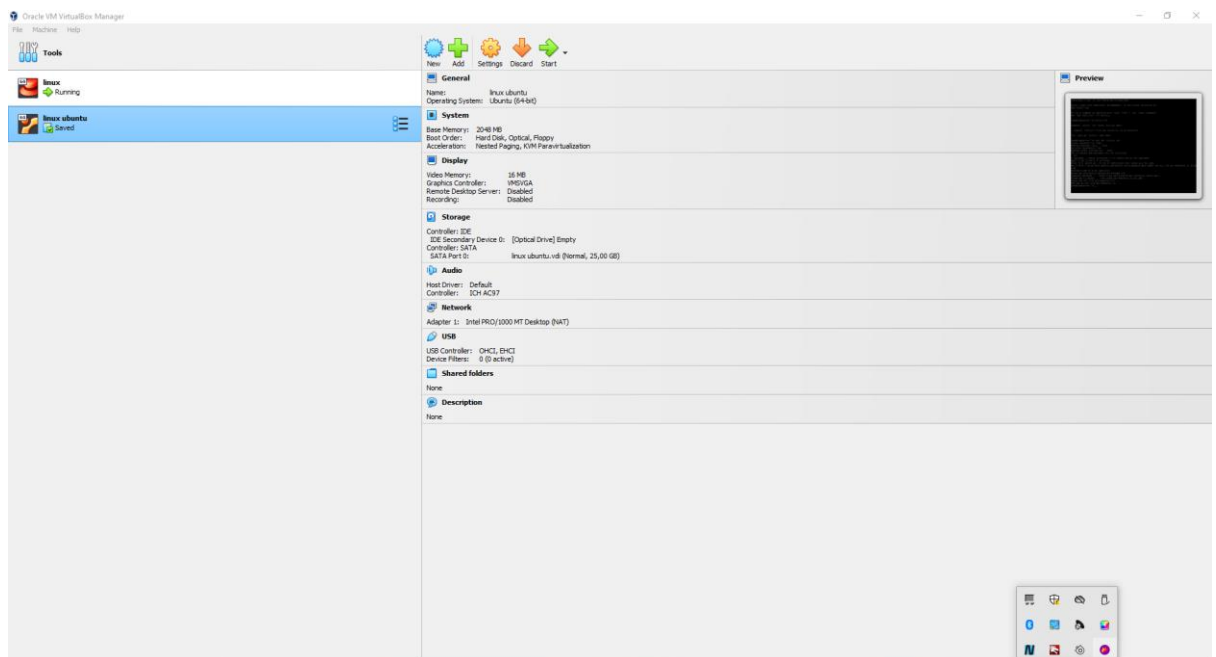 Oracle VM VirtualBox Manager
File Machine Help
Tools
New Add Settings Discard Start
linux
Running
linux ubuntu
Saved
General
Name: linux ubuntu
Operating System: Ubuntu (64-bit)
System
Base Memory: 2048 MB
Boot Order: Hard Disk, Optical, Floppy
Acceleration: Nested Paging, KVM Paravirtualization
Display
Video Memory: 16 MB
Graphics Controller: VMSVGA
Remote Desktop Server: Disabled
Recording: Disabled
Storage
Controller: IDE
IDE Secondary Device 0: [Optical Drive] Empty
Controller: SATA
SATA Port 0: linux ubuntu.vdi (Normal, 25,00 GB)
Audio
Host Driver: Default
Controller: ICH AC97
Network
Adapter 1: Intel PRO/1000 MT Desktop (NAT)
USB
USB Controller: OHCI, EHCI
Device Filters: 0 (0 active)
Shared folders
None
Description
None
Preview